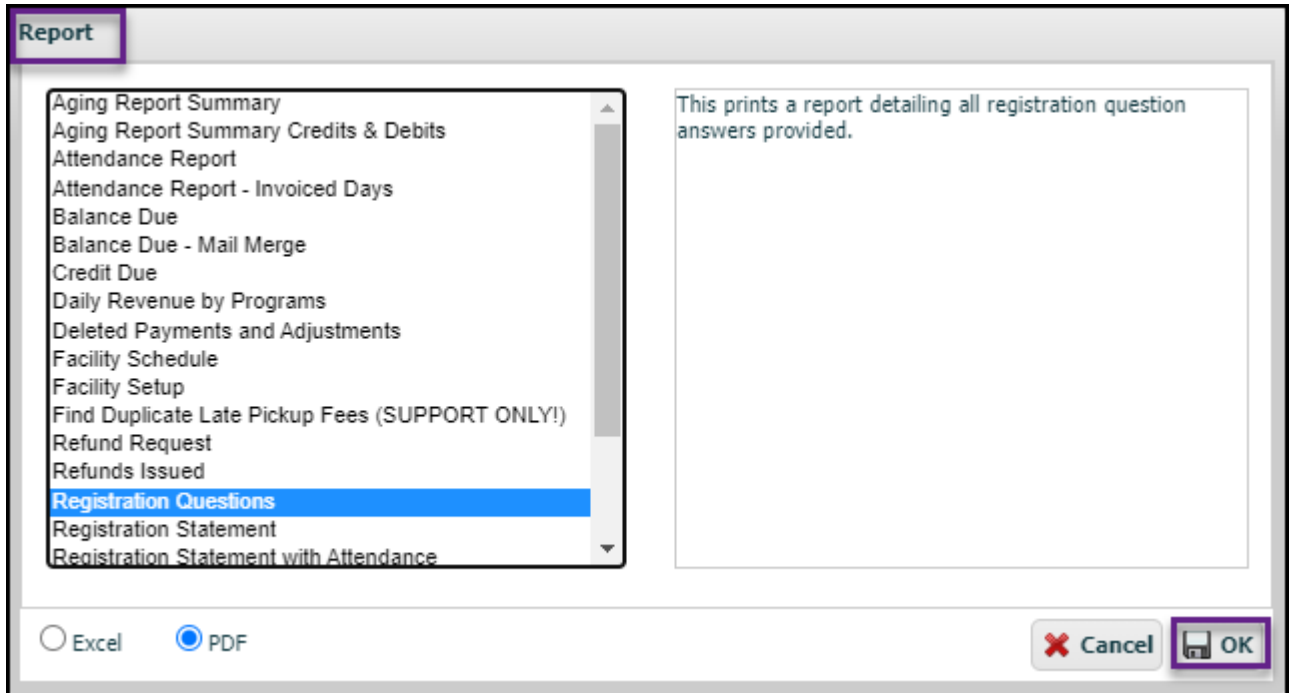 Report
Aging Report Summary
Aging Report Summary Credits & Debits
Attendance Report
Attendance Report - Invoiced Days
Balance Due
Balance Due - Mail Merge
Credit Due
Daily Revenue by Programs
Deleted Payments and Adjustments
Facility Schedule
Facility Setup
Find Duplicate Late Pickup Fees (SUPPORT ONLY!)
Refund Request
Refunds Issued
Registration Questions
Registration Statement
Registration Statement with Attendance
This prints a report detailing all registration question
answers provided.
Excel PDF Cancel OK